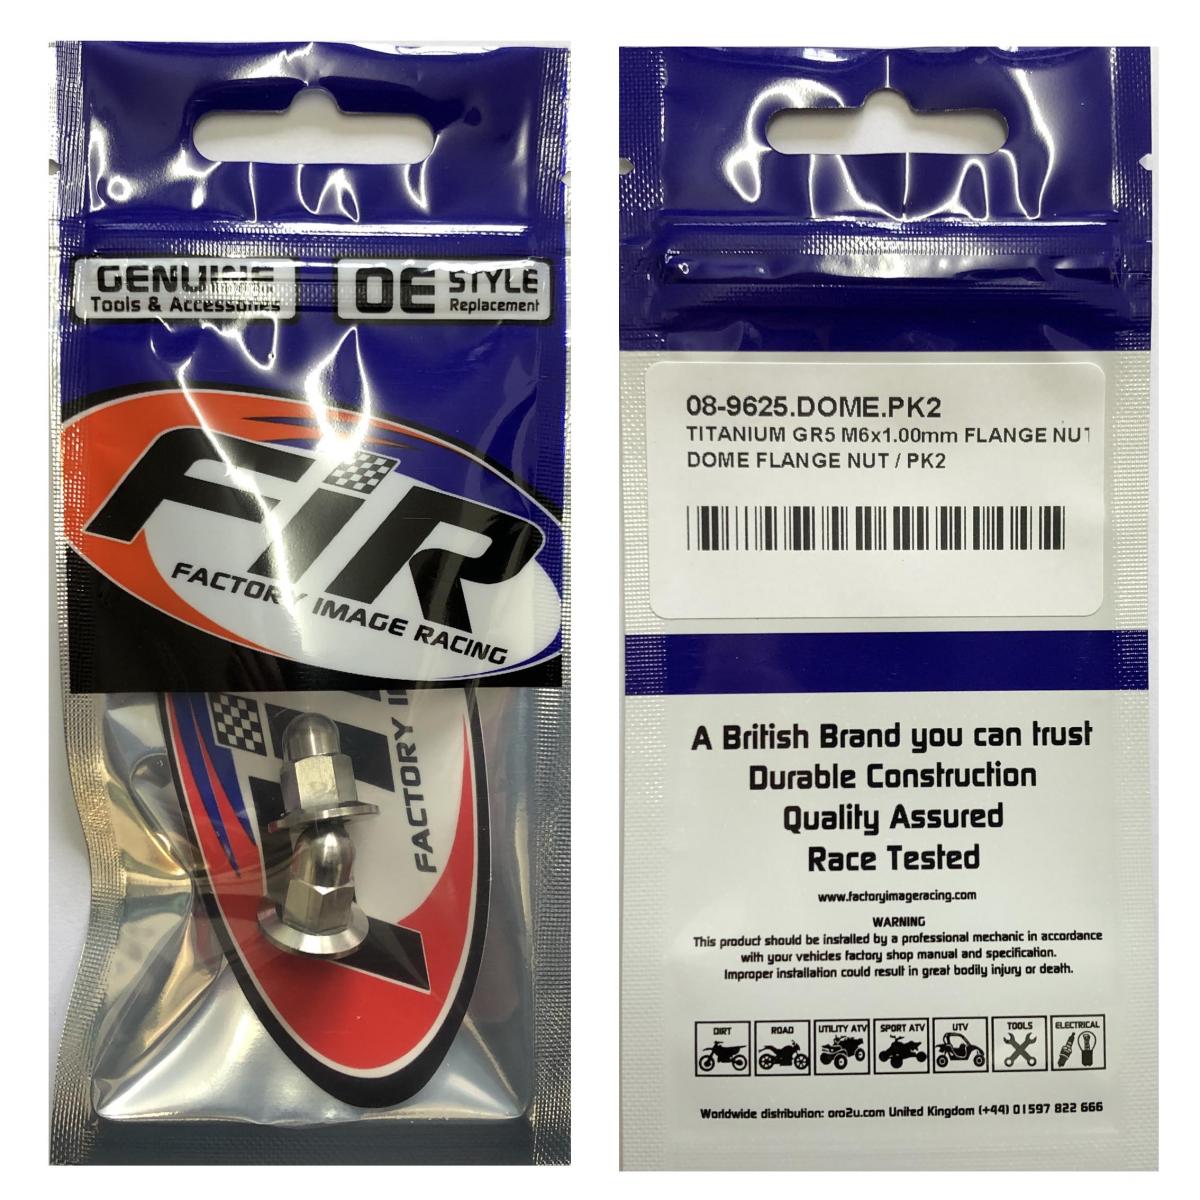 GENUINE
Tools & Accessories
OE STYLE
Replacement
FiR
FACTORY IMAGE RACING
FACTORY
08-9625.DOME.PK2
TITANIUM GR5 M6x1.00mm FLANGE NUT
DOME FLANGE NUT / PK2
A British Brand you can trust
Durable Construction
Quality Assured
Race Tested
www.factoryimageracing.com
WARNING
This product should be installed by a professional mechanic in accordance
with your vehicles factory shop manual and specification.
Improper installation could result in great bodily injury or death.
DIRT ROAD UTILITY ATV SPORT ATV UTV TOOLS ELECTRICAL
Worldwide distribution: oro2u.com United Kingdom (+44) 01597 822 666